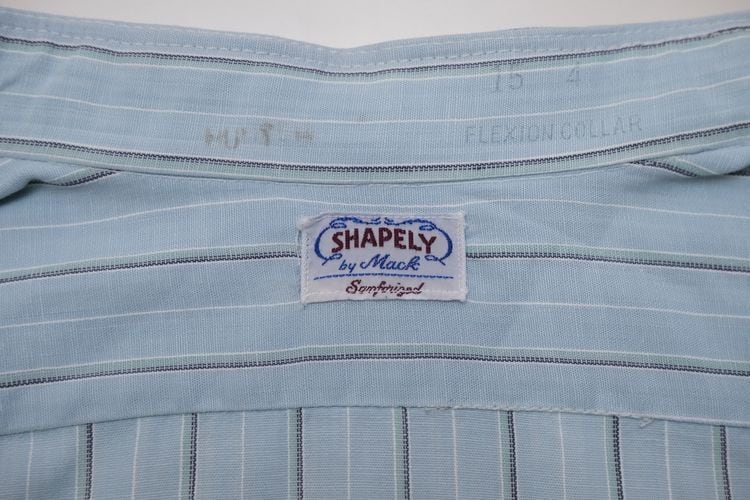 15 4
FLEXION COLLAR
SHAPELY
by Mack
Sanforized